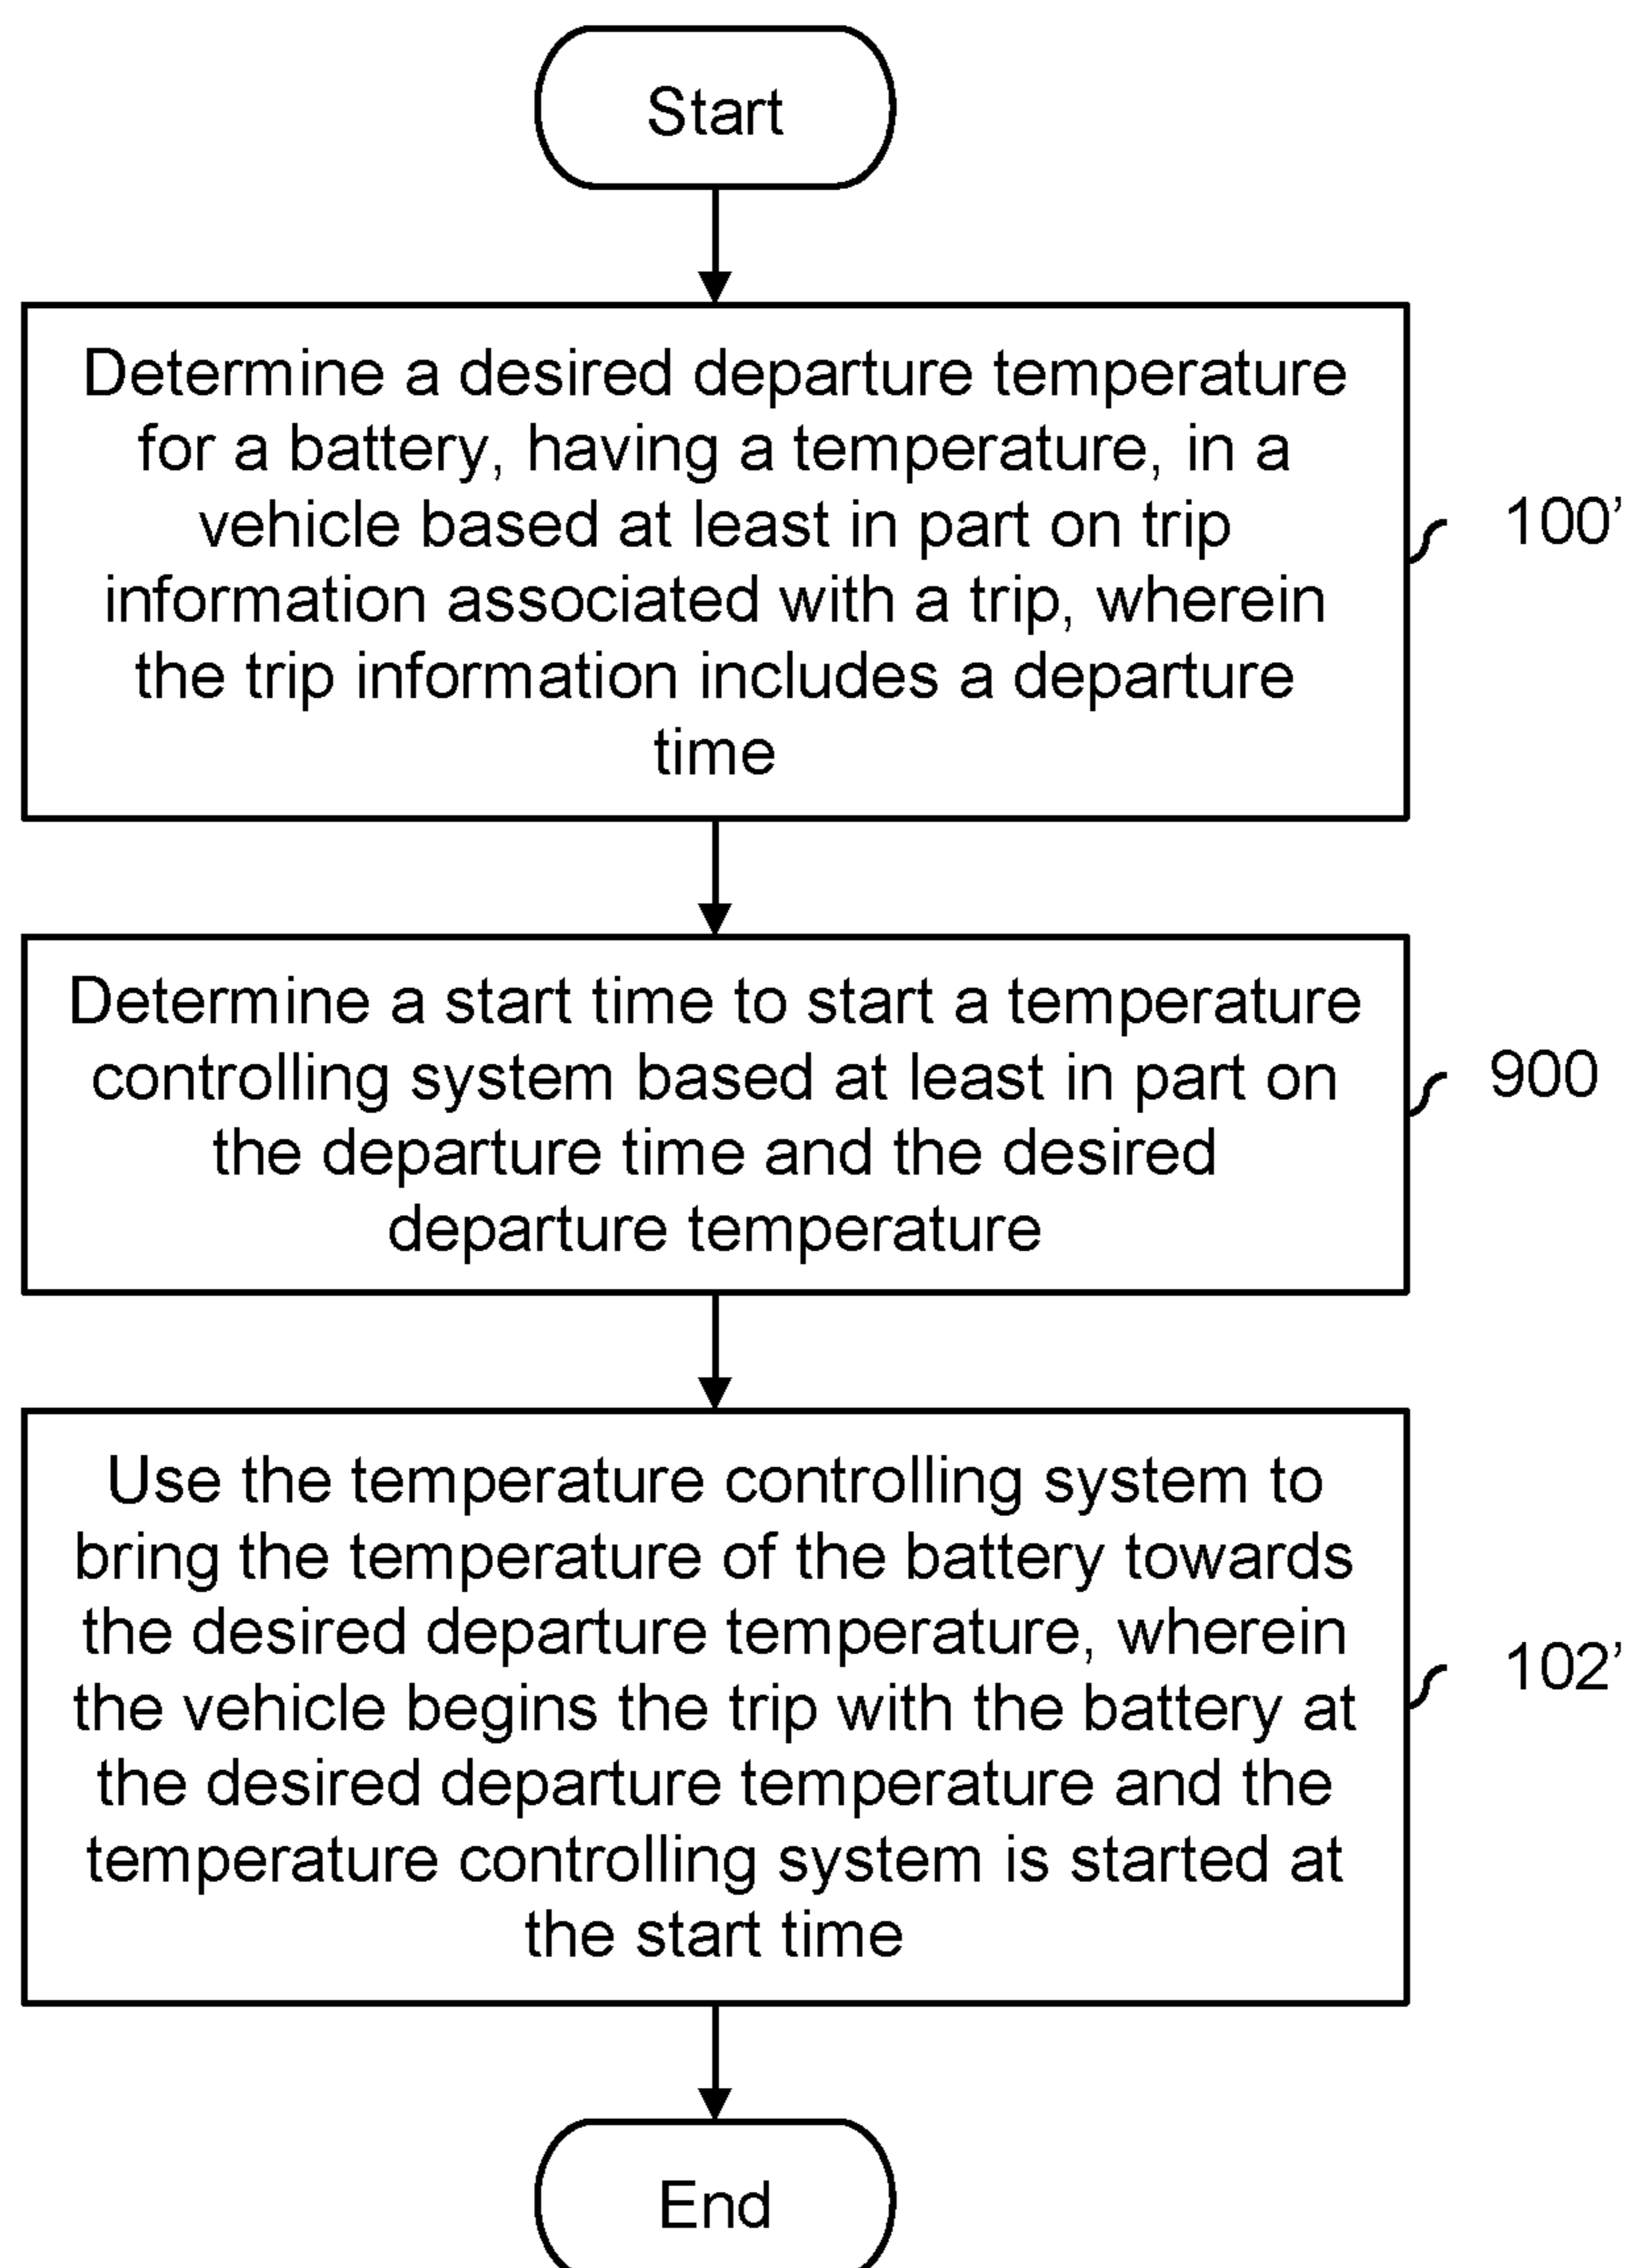 Start
Determine a desired departure temperature
for a battery, having a temperature, in a
vehicle based at least in part on trip
information associated with a trip, wherein
the trip information includes a departure
time
100’
Determine a start time to start a temperature
controlling system based at least in part on
the departure time and the desired
departure temperature
900
Use the temperature controlling system to
bring the temperature of the battery towards
the desired departure temperature, wherein
the vehicle begins the trip with the battery at
the desired departure temperature and the
temperature controlling system is started at
the start time
102’
End